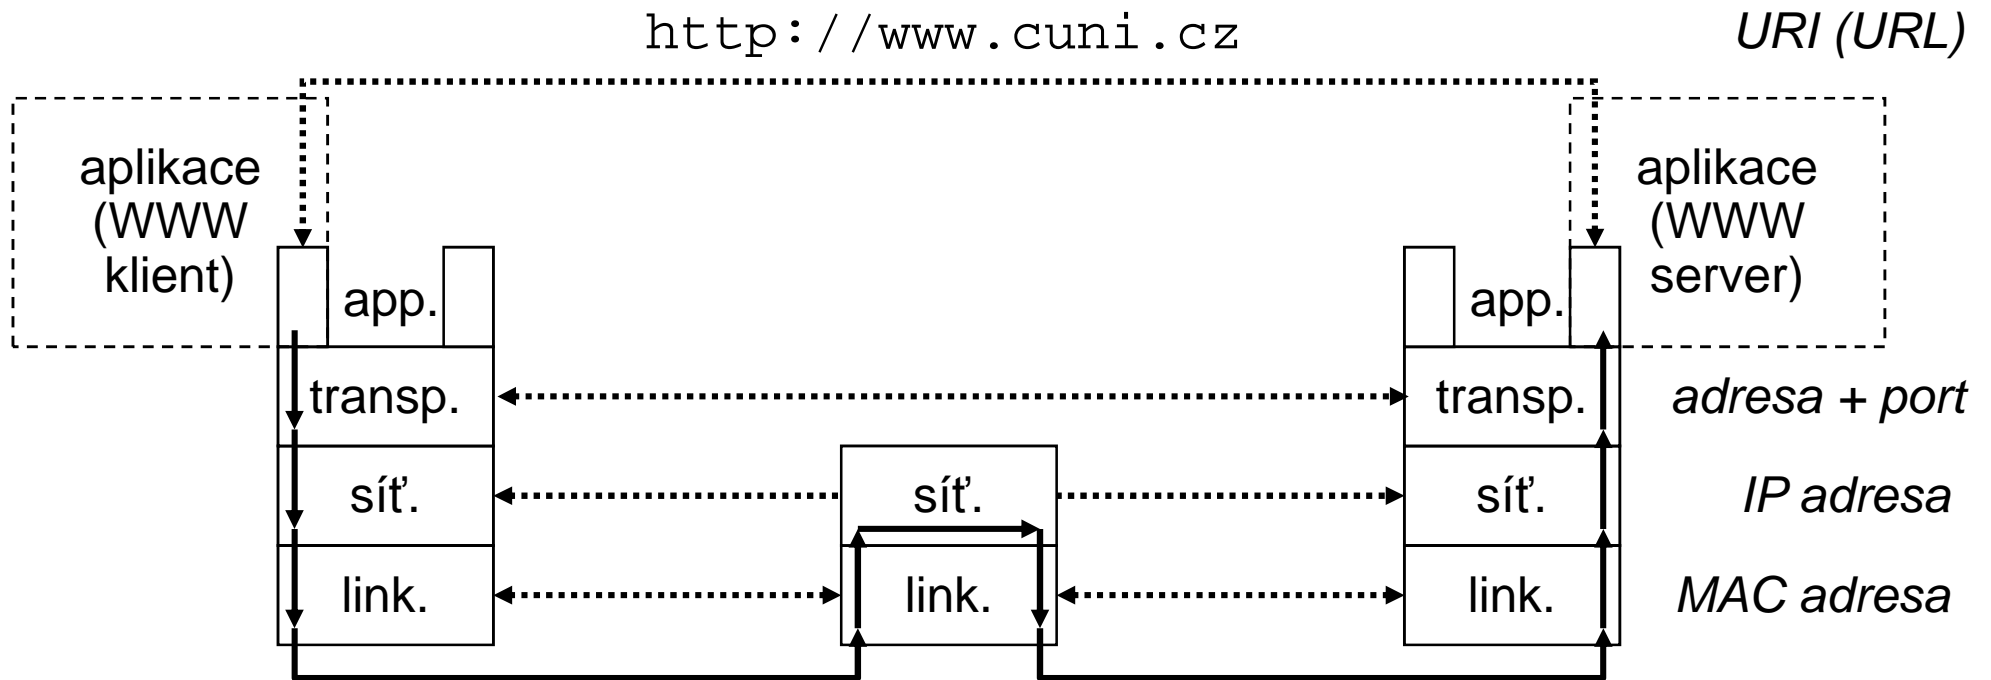 http://www.cuni.cz
URI (URL)
aplikace
(WWW
klient)
aplikace
(WWW
server)
app.
app.
transp.
transp.
adresa + port
síť.
síť.
síť.
IP adresa
link.
link.
link.
MAC adresa